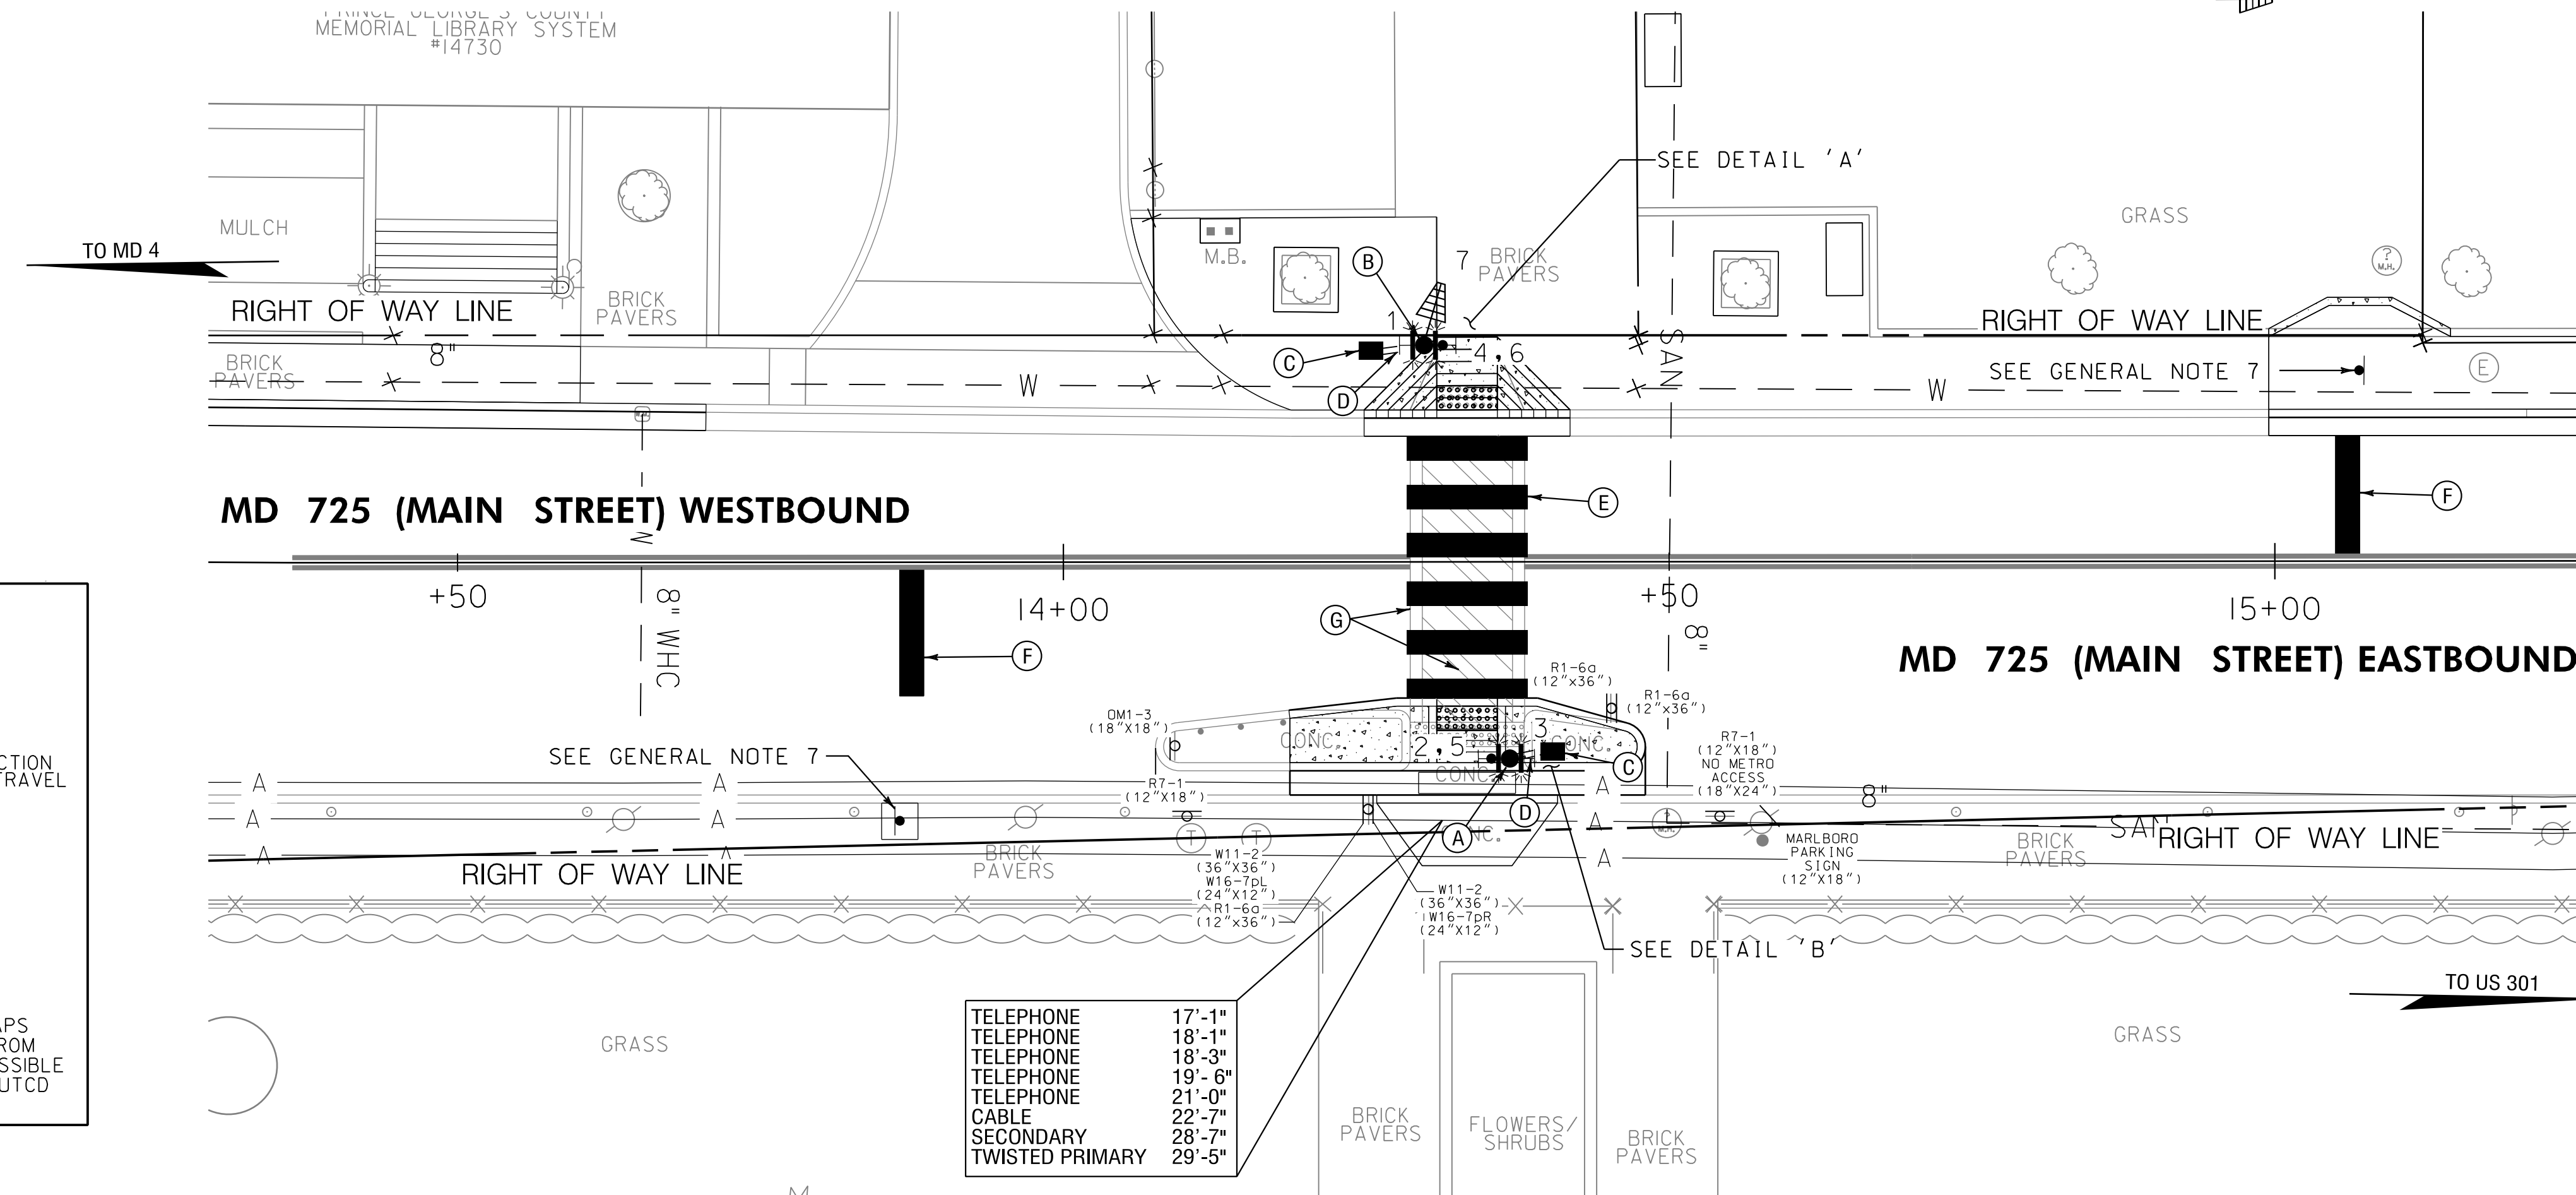 MEMORIAL LIBRARY SYSTEM
#14730
SEE DETAIL 'A'
MULCH
GRASS
TO MD 4
M.B.
B
7
BRICK
PAVERS
?
M.H.
RIGHT OF WAY LINE
BRICK
PAVERS
1
RIGHT OF WAY LINE
8"
SAN
BRICK
PAVERS
C
4,6
SEE GENERAL NOTE 7
E
W
D
W
MD 725 (MAIN STREET) WESTBOUND
E
F
W
+50
8" WHC
14+00
+50
15+00
G
8"
F
MD 725 (MAIN STREET) EASTBOUND
R1-6a
(12"x36")
R1-6a
(12"x36")
OM1-3
(18"X18")
CTION
TRAVEL
SEE GENERAL NOTE 7
CONC.
2,5
3
CONC.
CONC.
C
R7-1
(12"X18")
NO METRO
ACCESS
(18"X24")
R7-1
(12"X18")
A
A
A
8"
A
A
D
A
?
M.H.
A
A
A
T
T
A
NC.
MARLBORO
PARKING
SIGN
(12"X18")
BRICK
PAVERS
SAN
RIGHT OF WAY LINE
RIGHT OF WAY LINE
BRICK
PAVERS
W11-2
(36"X36")
W16-7pL
(24"X12")
R1-6a
(12"x36")
W11-2
(36"X36")
W16-7pR
(24"X12")
SEE DETAIL 'B'
TO US 301
TELEPHONE 17'-1"
TELEPHONE 18'-1"
TELEPHONE 18'-3"
TELEPHONE 19'- 6"
TELEPHONE 21'-0"
CABLE 22'-7"
SECONDARY 28'-7"
TWISTED PRIMARY 29'-5"
GRASS
GRASS
APS
ROM
SSIBLE
UTCD
BRICK
PAVERS
FLOWERS/
SHRUBS
BRICK
PAVERS